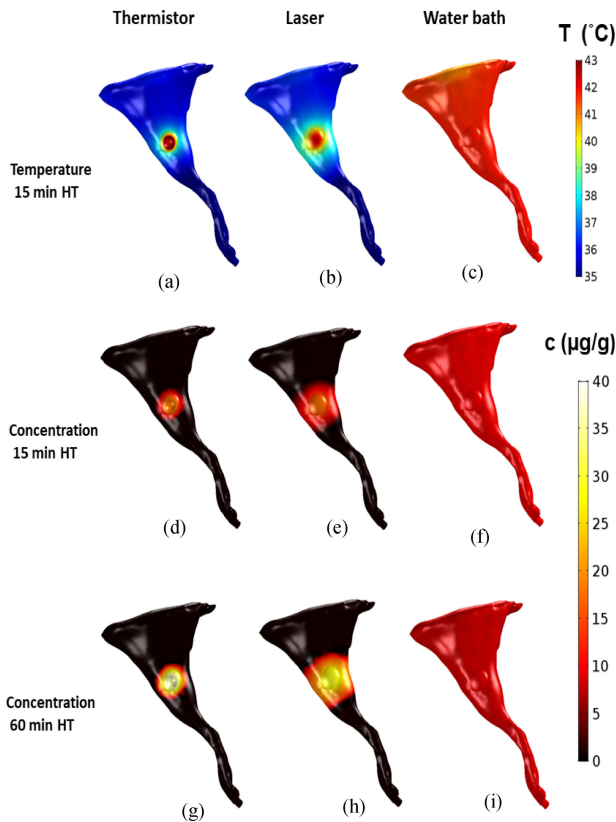 Thermistor Laser Water bath
T (°C)
43
42
41
40
39
38
37
36
35
Temperature
15 min HT
(a) (b) (c)
c (µg/g)
40
35
30
25
20
15
10
5
0
Concentration
15 min HT
(d) (e) (f)
Concentration
60 min HT
(g) (h) (i)